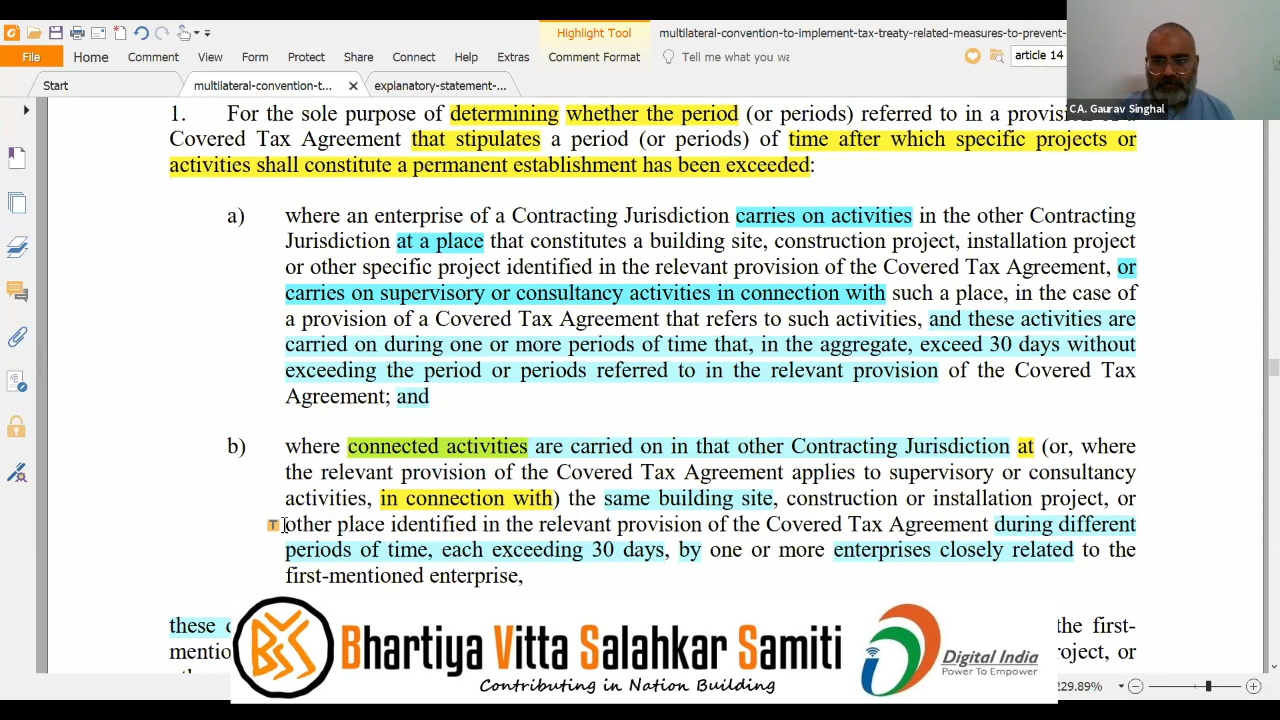 Highlight Tool
multilateral-convention-to-implement-tax-treaty-related-measures-to-prevent-
File
Home
Comment
View
Form
Protect
Share
Connect
Help
Extras
Comment Format
Tell me what you wa
article 14
Start
multilateral-convention-t...
explanatory-statement-...
CA. Gaurav Singhal
1. For the sole purpose of determining whether the period (or periods) referred to in a provisi
Covered Tax Agreement that stipulates a period (or periods) of time after which specific projects or
activities shall constitute a permanent establishment has been exceeded:
a) where an enterprise of a Contracting Jurisdiction carries on activities in the other Contracting
Jurisdiction at a place that constitutes a building site, construction project, installation project
or other specific project identified in the relevant provision of the Covered Tax Agreement, or
carries on supervisory or consultancy activities in connection with such a place, in the case of
a provision of a Covered Tax Agreement that refers to such activities, and these activities are
carried on during one or more periods of time that, in the aggregate, exceed 30 days without
exceeding the period or periods referred to in the relevant provision of the Covered Tax
Agreement; and
b) where connected activities are carried on in that other Contracting Jurisdiction at (or, where
the relevant provision of the Covered Tax Agreement applies to supervisory or consultancy
activities, in connection with) the same building site, construction or installation project, or
other place identified in the relevant provision of the Covered Tax Agreement during different
periods of time, each exceeding 30 days, by one or more enterprises closely related to the
first-mentioned enterprise,
these the first-
mentio roject, or
Bhartiya Vitta Salahkar Samiti
Contributing in Nation Building
Digital India
Power To Empower
229.89%